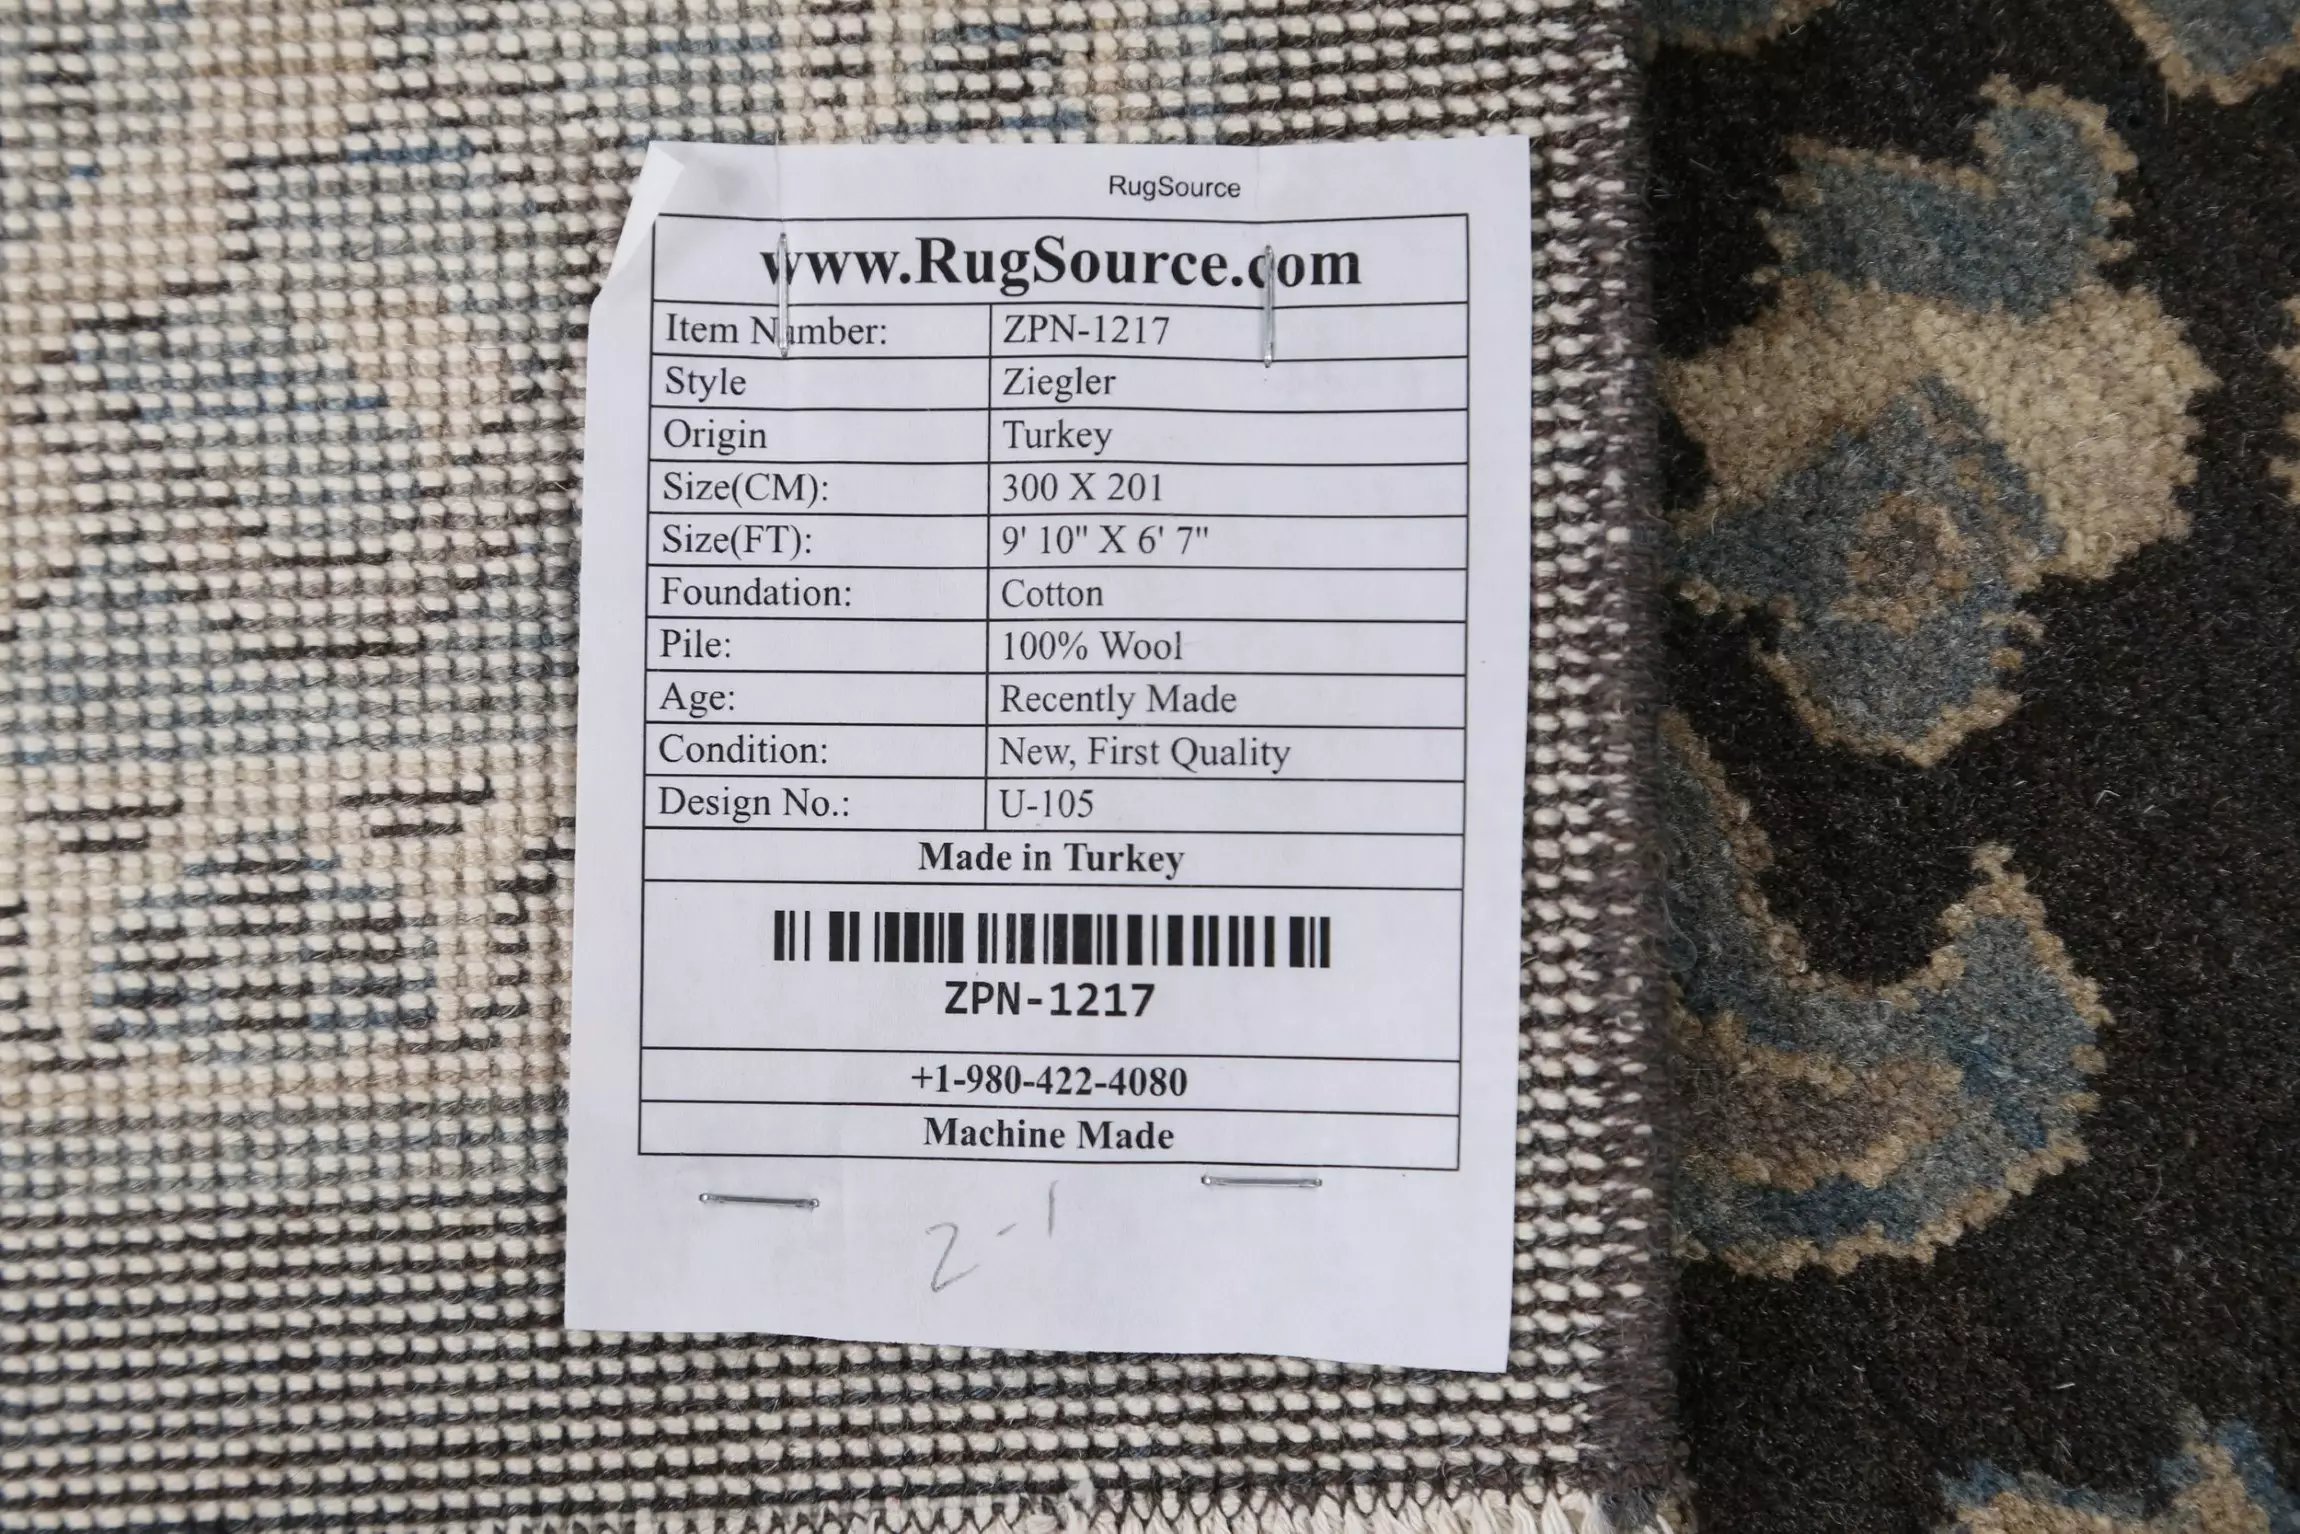 RugSource
www.RugSource.com
Item Number: ZPN-1217
Style Ziegler
Origin Turkey
Size(CM): 300 X 201
Size(FT): 9' 10" X 6' 7"
Foundation: Cotton
Pile: 100% Wool
Age: Recently Made
Condition: New, First Quality
Design No.: U-105
Made in Turkey
ZPN-1217
+1-980-422-4080
Machine Made
2-1